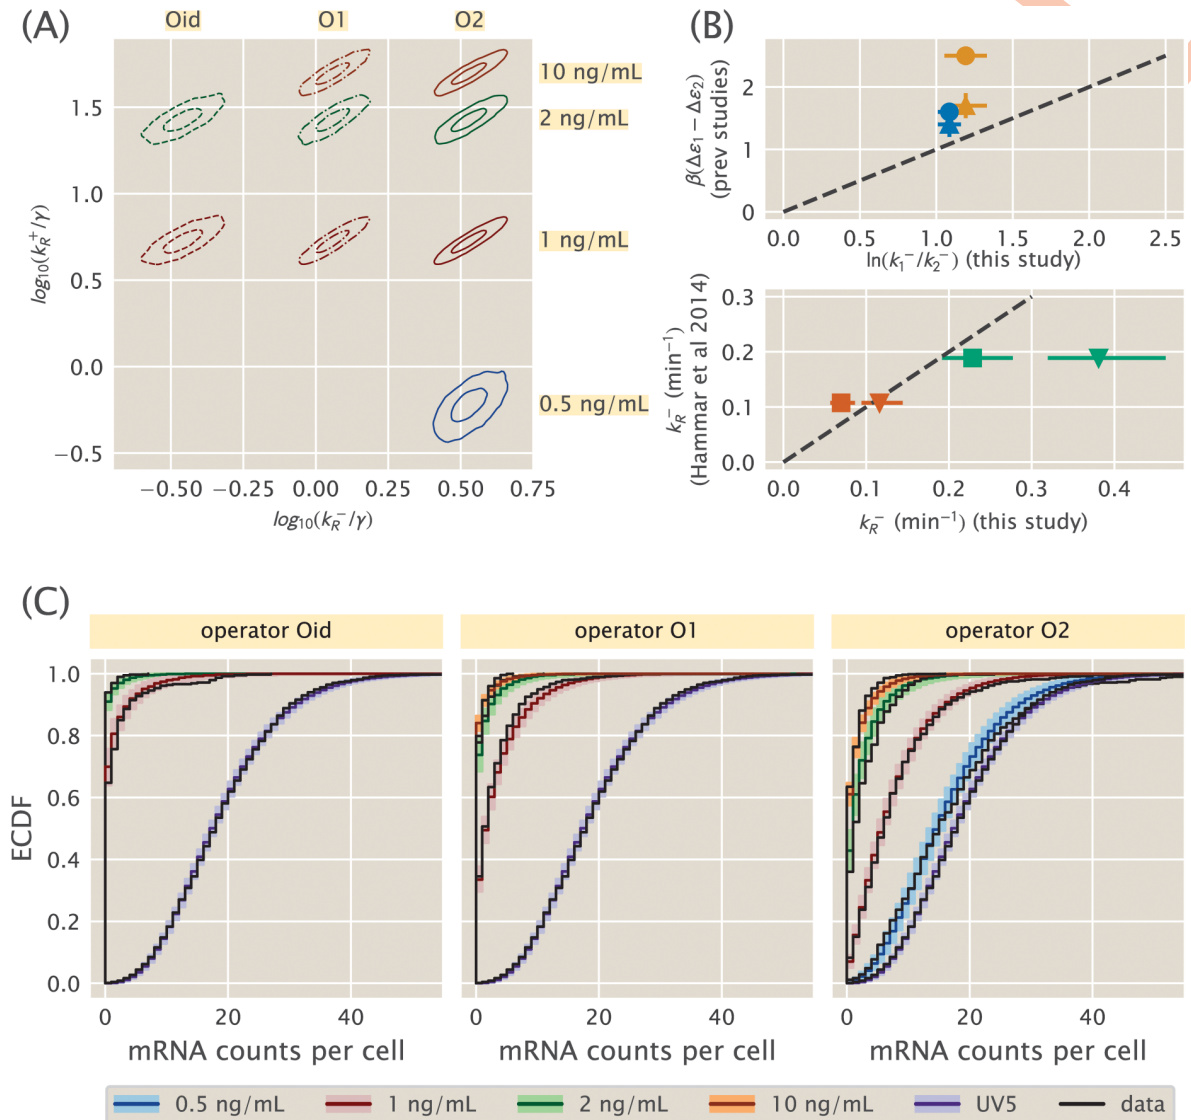 (A)
Oid O1 O2
10 ng/mL
2 ng/mL
1 ng/mL
0.5 ng/mL
1.5
1.0
0.5
0.0
−0.5
log₁₀(k_R⁺/γ)
−0.50 −0.25 0.00 0.25 0.50 0.75
log₁₀(k_R⁻/γ)
(B)
2
1
0
β(Δε₁ − Δε₂)
(prev studies)
0.0 0.5 1.0 1.5 2.0 2.5
ln(k₁⁻/k₂⁻) (this study)
0.3
0.2
0.1
0.0
k_R⁻ (min⁻¹)
(Hammar et al 2014)
0.1 0.2 0.3 0.4
k_R⁻ (min⁻¹) (this study)
(C)
operator Oid operator O1 operator O2
1.0
0.8
0.6
0.4
0.2
0.0
ECDF
0 20 40 0 20 40 0 20 40
mRNA counts per cell mRNA counts per cell mRNA counts per cell
0.5 ng/mL 1 ng/mL 2 ng/mL 10 ng/mL UV5 data